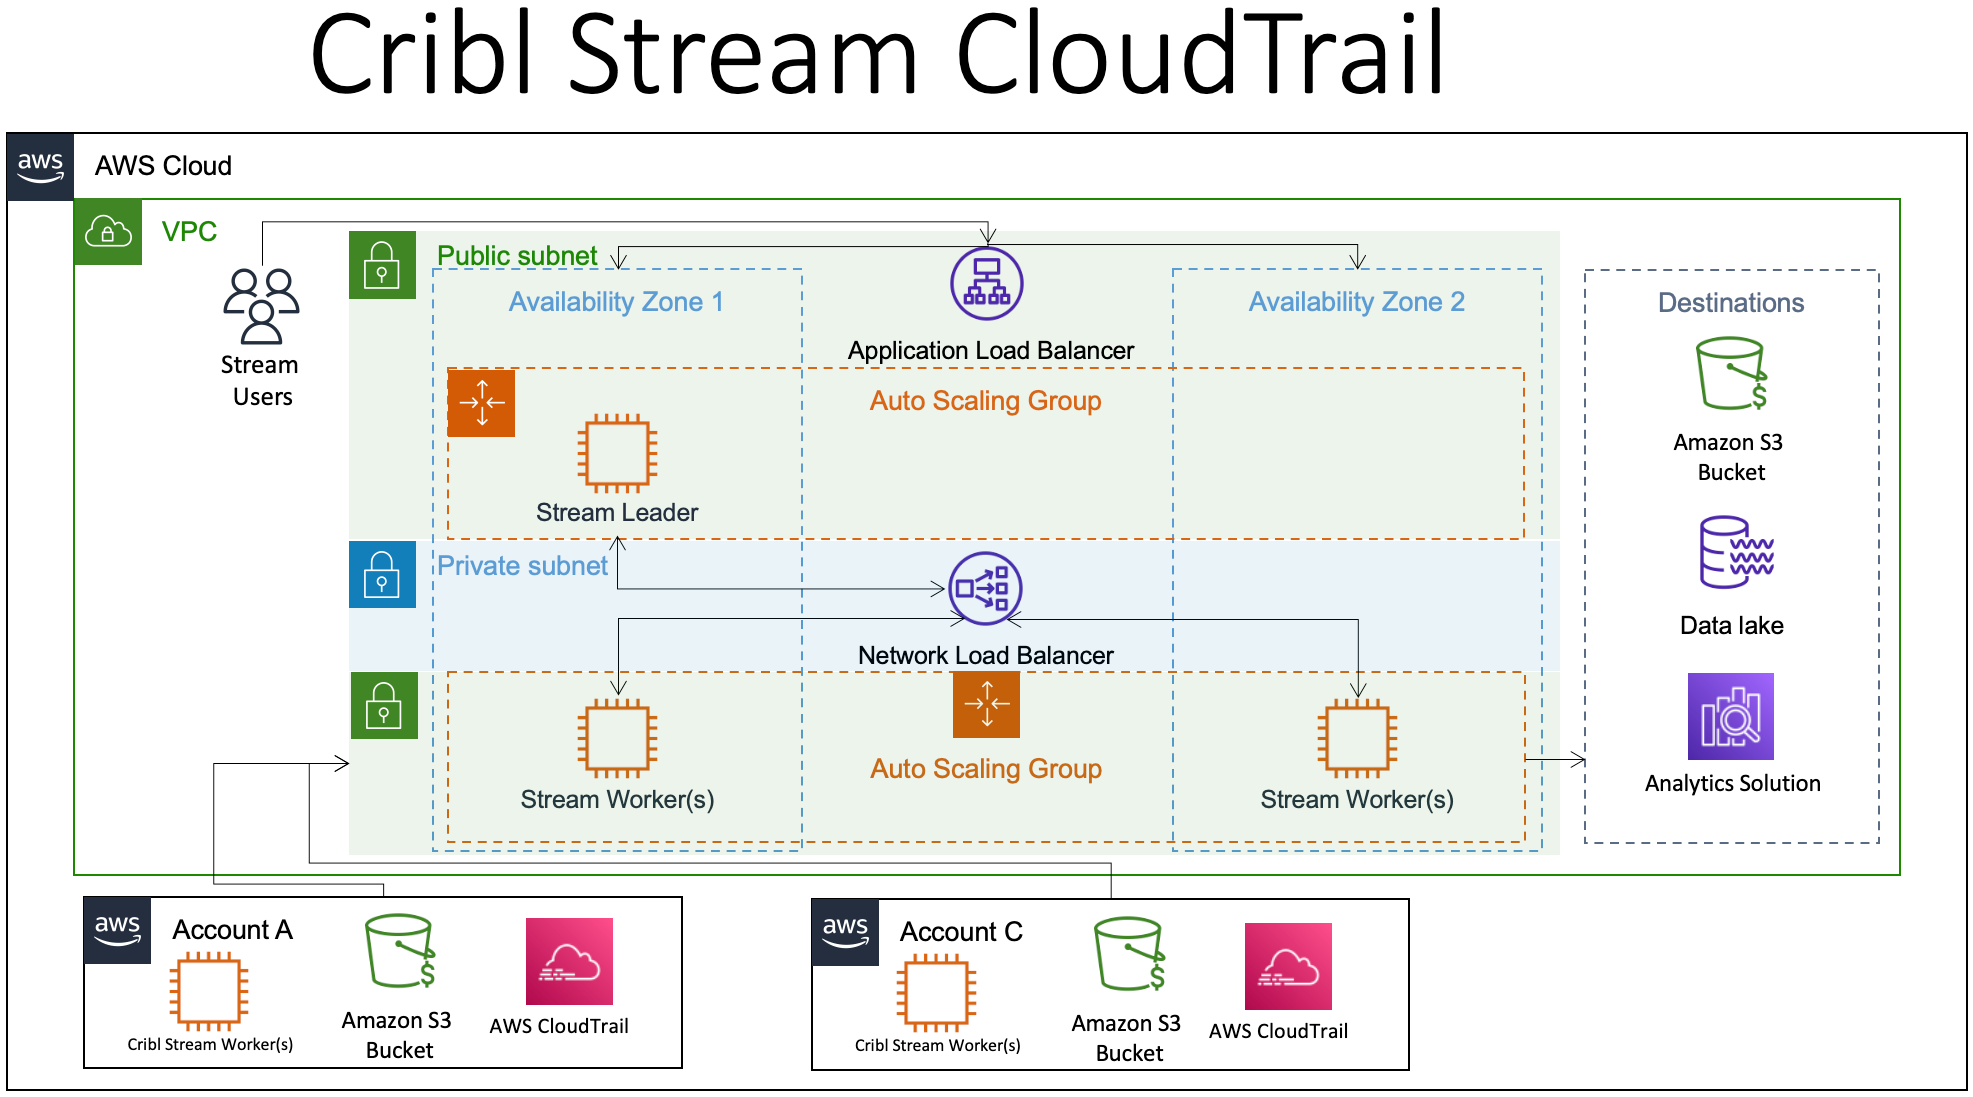 Cribl Stream CloudTrail
aws
AWS Cloud
VPC
Public subnet
Availability Zone 1
Availability Zone 2
Destinations
Stream
Users
Application Load Balancer
Auto Scaling Group
Stream Leader
Amazon S3
Bucket
Private subnet
Data lake
Network Load Balancer
Auto Scaling Group
Stream Worker(s)
Stream Worker(s)
Analytics Solution
aws
Account A
Cribl Stream Worker(s)
$
Amazon S3
Bucket
AWS CloudTrail
aws
Account C
Cribl Stream Worker(s)
$
Amazon S3
Bucket
AWS CloudTrail